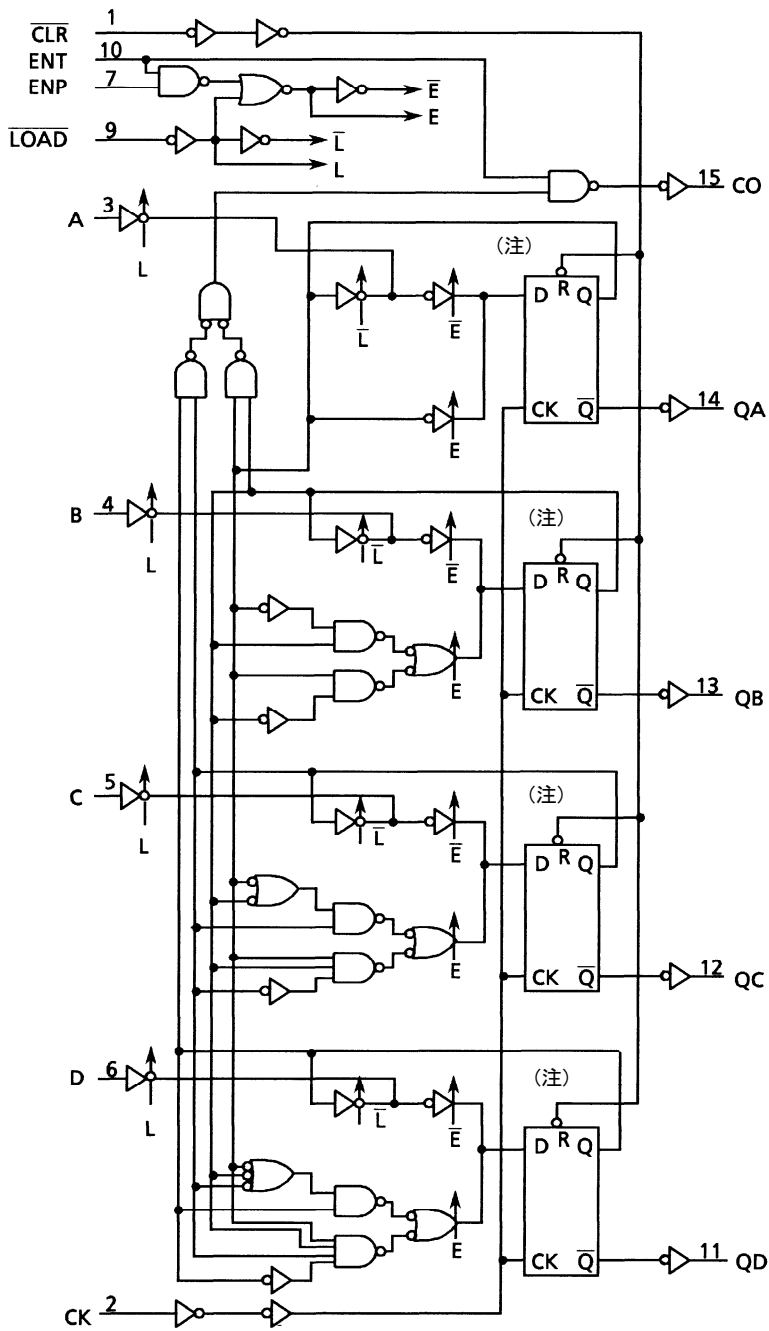 CLR 1
ENT 10
ENP 7
E
E
LOAD 9
L
L
15 CO
A 3
L
(注)
L
E
D R Q
CK Q
14 QA
E
B 4
L
(注)
L
E
D R Q
E
CK Q
13 QB
C 5
L
(注)
L
E
D R Q
E
CK Q
12 QC
D 6
L
(注)
L
E
D R Q
E
CK Q
11 QD
CK 2